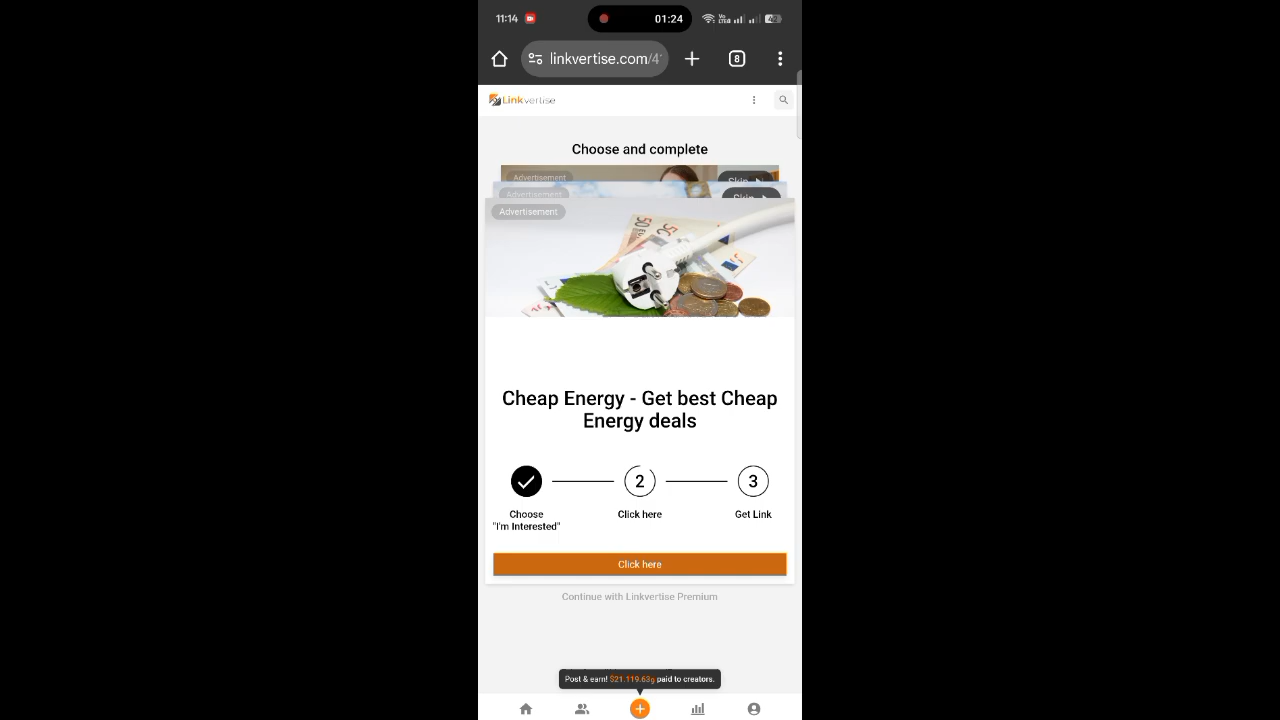 11:14
01:24
42
linkvertise.com/4
8
Linkvertise
Choose and complete
Advertisement
Skip
Advertisement
Skip
Advertisement
Cheap Energy - Get best Cheap
Energy deals
2
3
Choose
"I'm Interested"
Click here
Get Link
Click here
Continue with Linkvertise Premium
Post & earn! $21.119.63 paid to creators.